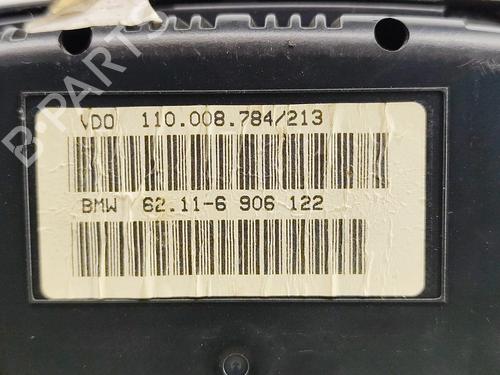 VDO 110.008.784/213
BMW 62.11-6 906 122
B-PARTS